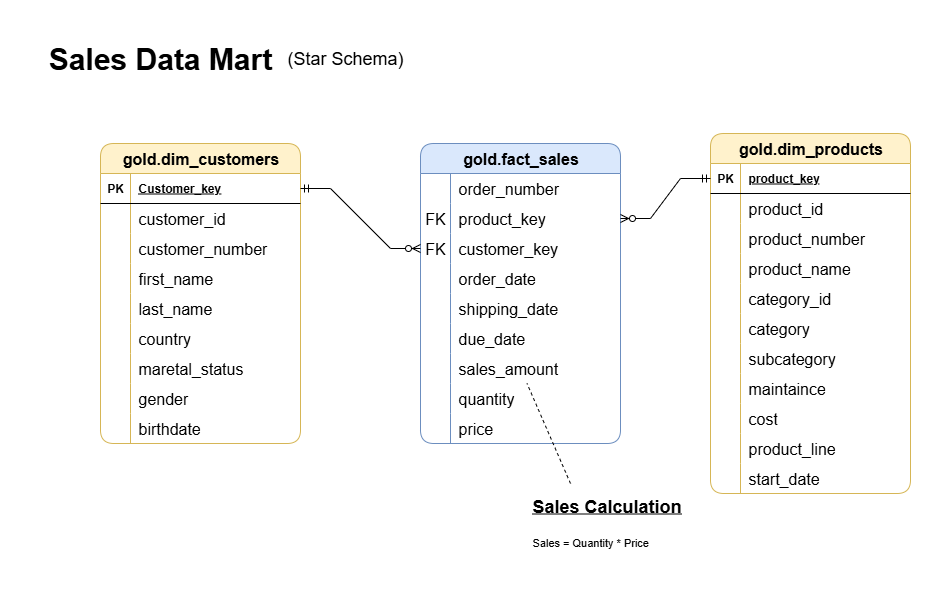 Sales Data Mart (Star Schema)
gold.dim_customers
PK Customer_key
customer_id
customer_number
first_name
last_name
country
maretal_status
gender
birthdate
gold.fact_sales
order_number
FK product_key
FK customer_key
order_date
shipping_date
due_date
sales_amount
quantity
price
gold.dim_products
PK product_key
product_id
product_number
product_name
category_id
category
subcategory
maintaince
cost
product_line
start_date
Sales Calculation
Sales = Quantity * Price